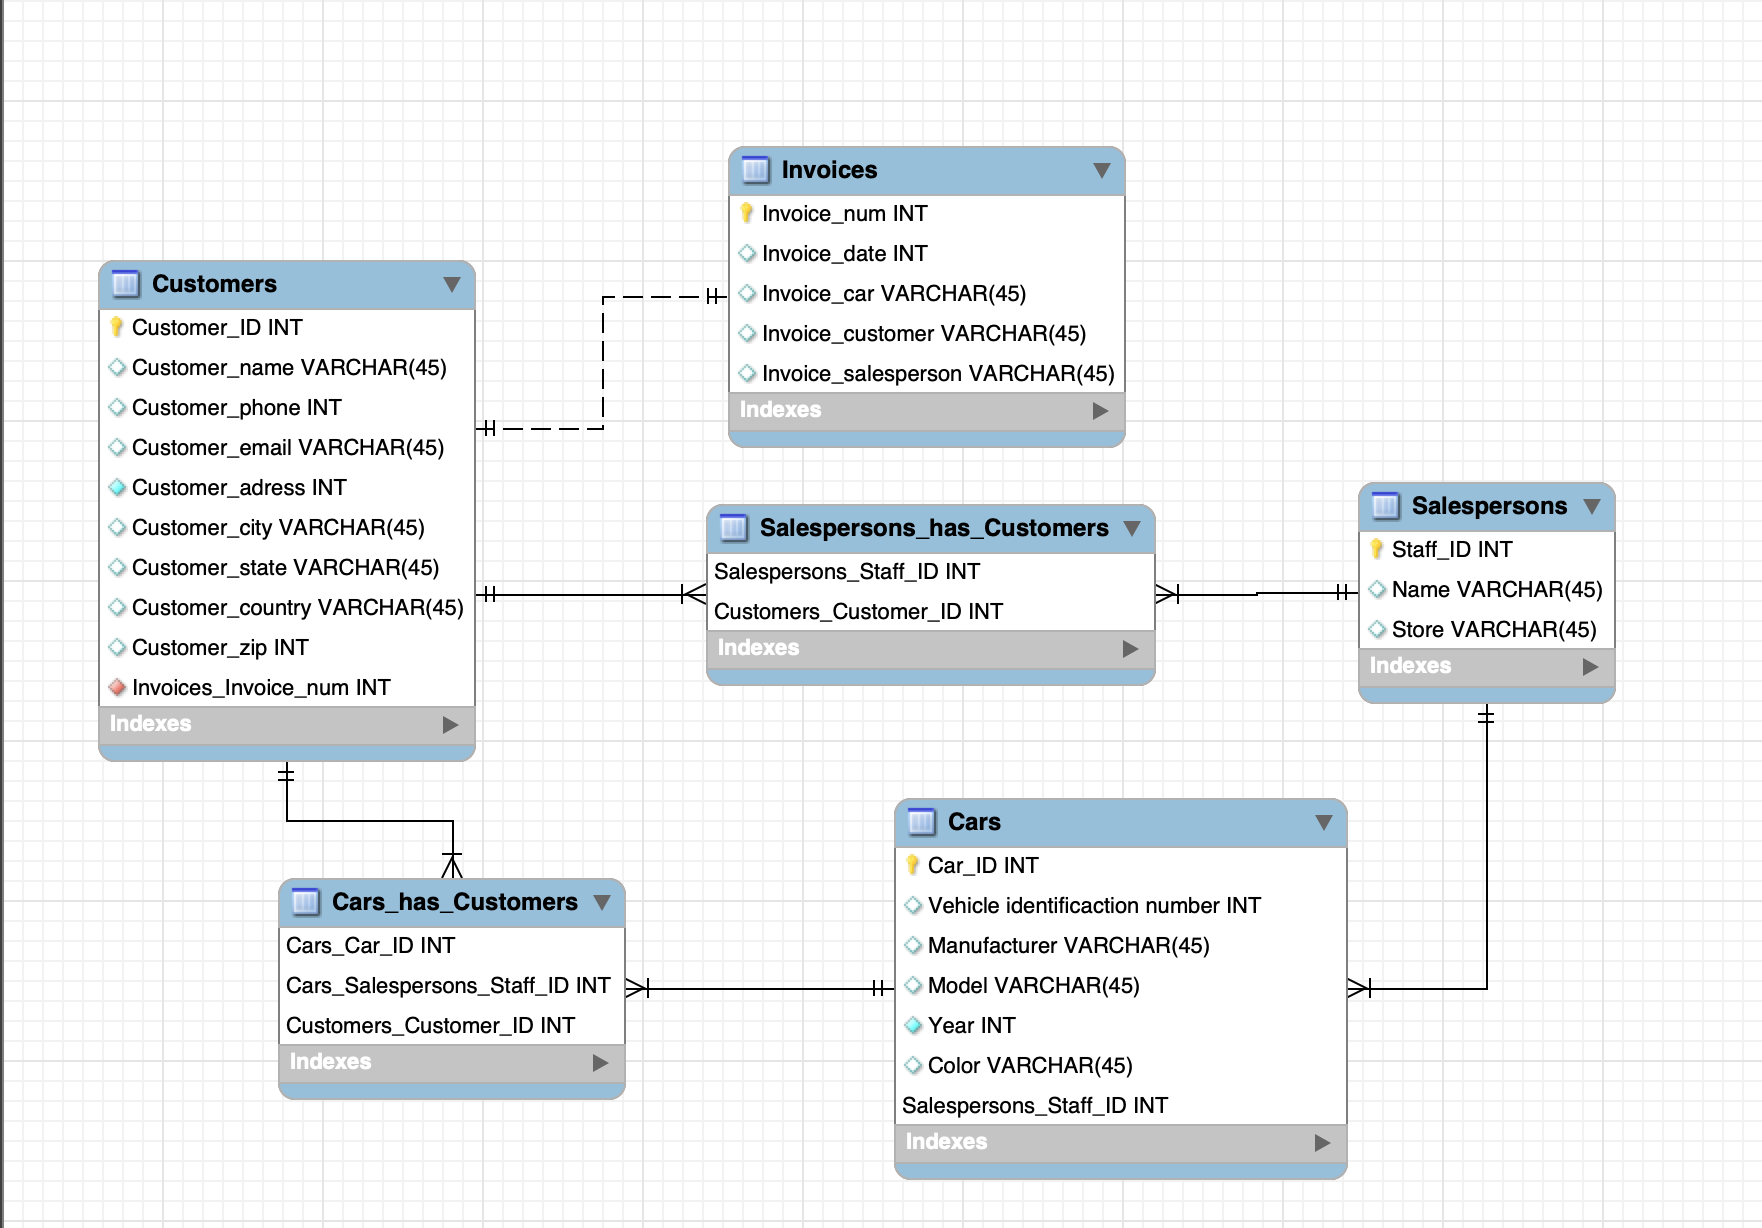 Invoices
Invoice_num INT
Invoice_date INT
Invoice_car VARCHAR(45)
Invoice_customer VARCHAR(45)
Invoice_salesperson VARCHAR(45)
Indexes
Customers
Customer_ID INT
Customer_name VARCHAR(45)
Customer_phone INT
Customer_email VARCHAR(45)
Customer_adress INT
Customer_city VARCHAR(45)
Customer_state VARCHAR(45)
Customer_country VARCHAR(45)
Customer_zip INT
Invoices_Invoice_num INT
Indexes
Salespersons_has_Customers
Salespersons_Staff_ID INT
Customers_Customer_ID INT
Indexes
Salespersons
Staff_ID INT
Name VARCHAR(45)
Store VARCHAR(45)
Indexes
Cars_has_Customers
Cars_Car_ID INT
Cars_Salespersons_Staff_ID INT
Customers_Customer_ID INT
Indexes
Cars
Car_ID INT
Vehicle identificaction number INT
Manufacturer VARCHAR(45)
Model VARCHAR(45)
Year INT
Color VARCHAR(45)
Salespersons_Staff_ID INT
Indexes